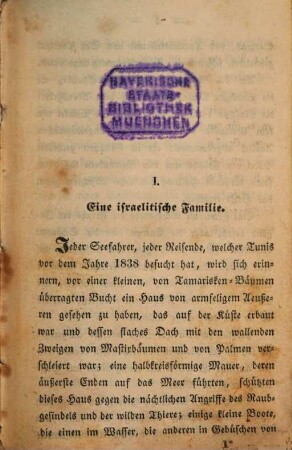 BAYERISCHE
STAATS-
BIBLIOTHEK
MUENCHEN
I.
Eine israelitische Familie.
Jeder Seefahrer, jeder Reisende, welcher Tunis
vor dem Jahre 1838 besucht hat, wird sich erin-
nern, vor einer kleinen, von Tamarisken-Bäumen
überragten Bucht ein Haus von armseligem Aeuße-
ren gesehen zu haben, das auf der Küste erbaut
war und dessen flaches Dach mit den wallenden
Zweigen von Mastixbäumen und von Palmen ver-
schleiert war; eine halbkreisförmige Mauer, deren
äußerste Enden auf das Meer führten, schützten
dieses Haus gegen die nächtlichen Angriffe des Raub-
gesindels und der wilden Thiere; einige kleine Boote,
die einen im Wasser, die anderen in Gebüschen von
1*